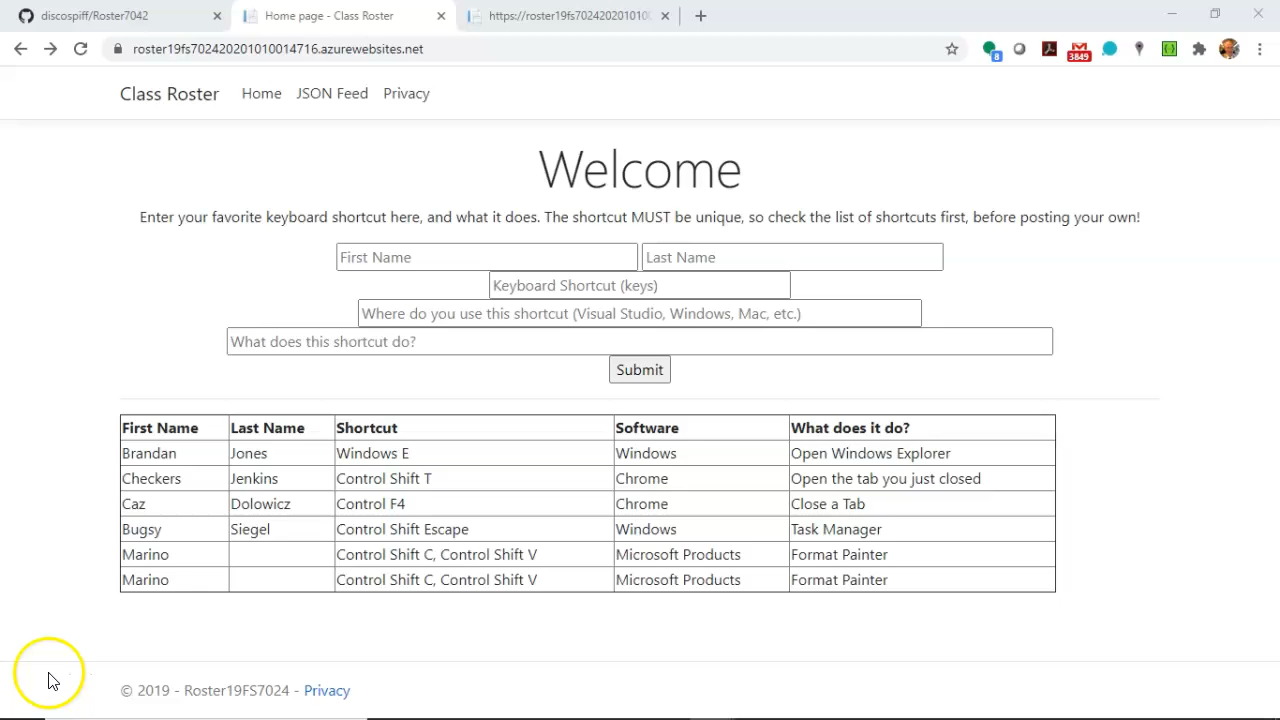 discospiff/Roster7042
Home page - Class Roster
https://roster19fs7024202010100
roster19fs702420201010014716.azurewebsites.net
8
3849
Class Roster Home JSON Feed Privacy
Welcome
Enter your favorite keyboard shortcut here, and what it does. The shortcut MUST be unique, so check the list of shortcuts first, before posting your own!
First Name Last Name
Keyboard Shortcut (keys)
Where do you use this shortcut (Visual Studio, Windows, Mac, etc.)
What does this shortcut do?
Submit
First Name Last Name Shortcut Software What does it do?
Brandan Jones Windows E Windows Open Windows Explorer
Checkers Jenkins Control Shift T Chrome Open the tab you just closed
Caz Dolowicz Control F4 Chrome Close a Tab
Bugsy Siegel Control Shift Escape Windows Task Manager
Marino Control Shift C, Control Shift V Microsoft Products Format Painter
Marino Control Shift C, Control Shift V Microsoft Products Format Painter
© 2019 - Roster19FS7024 - Privacy